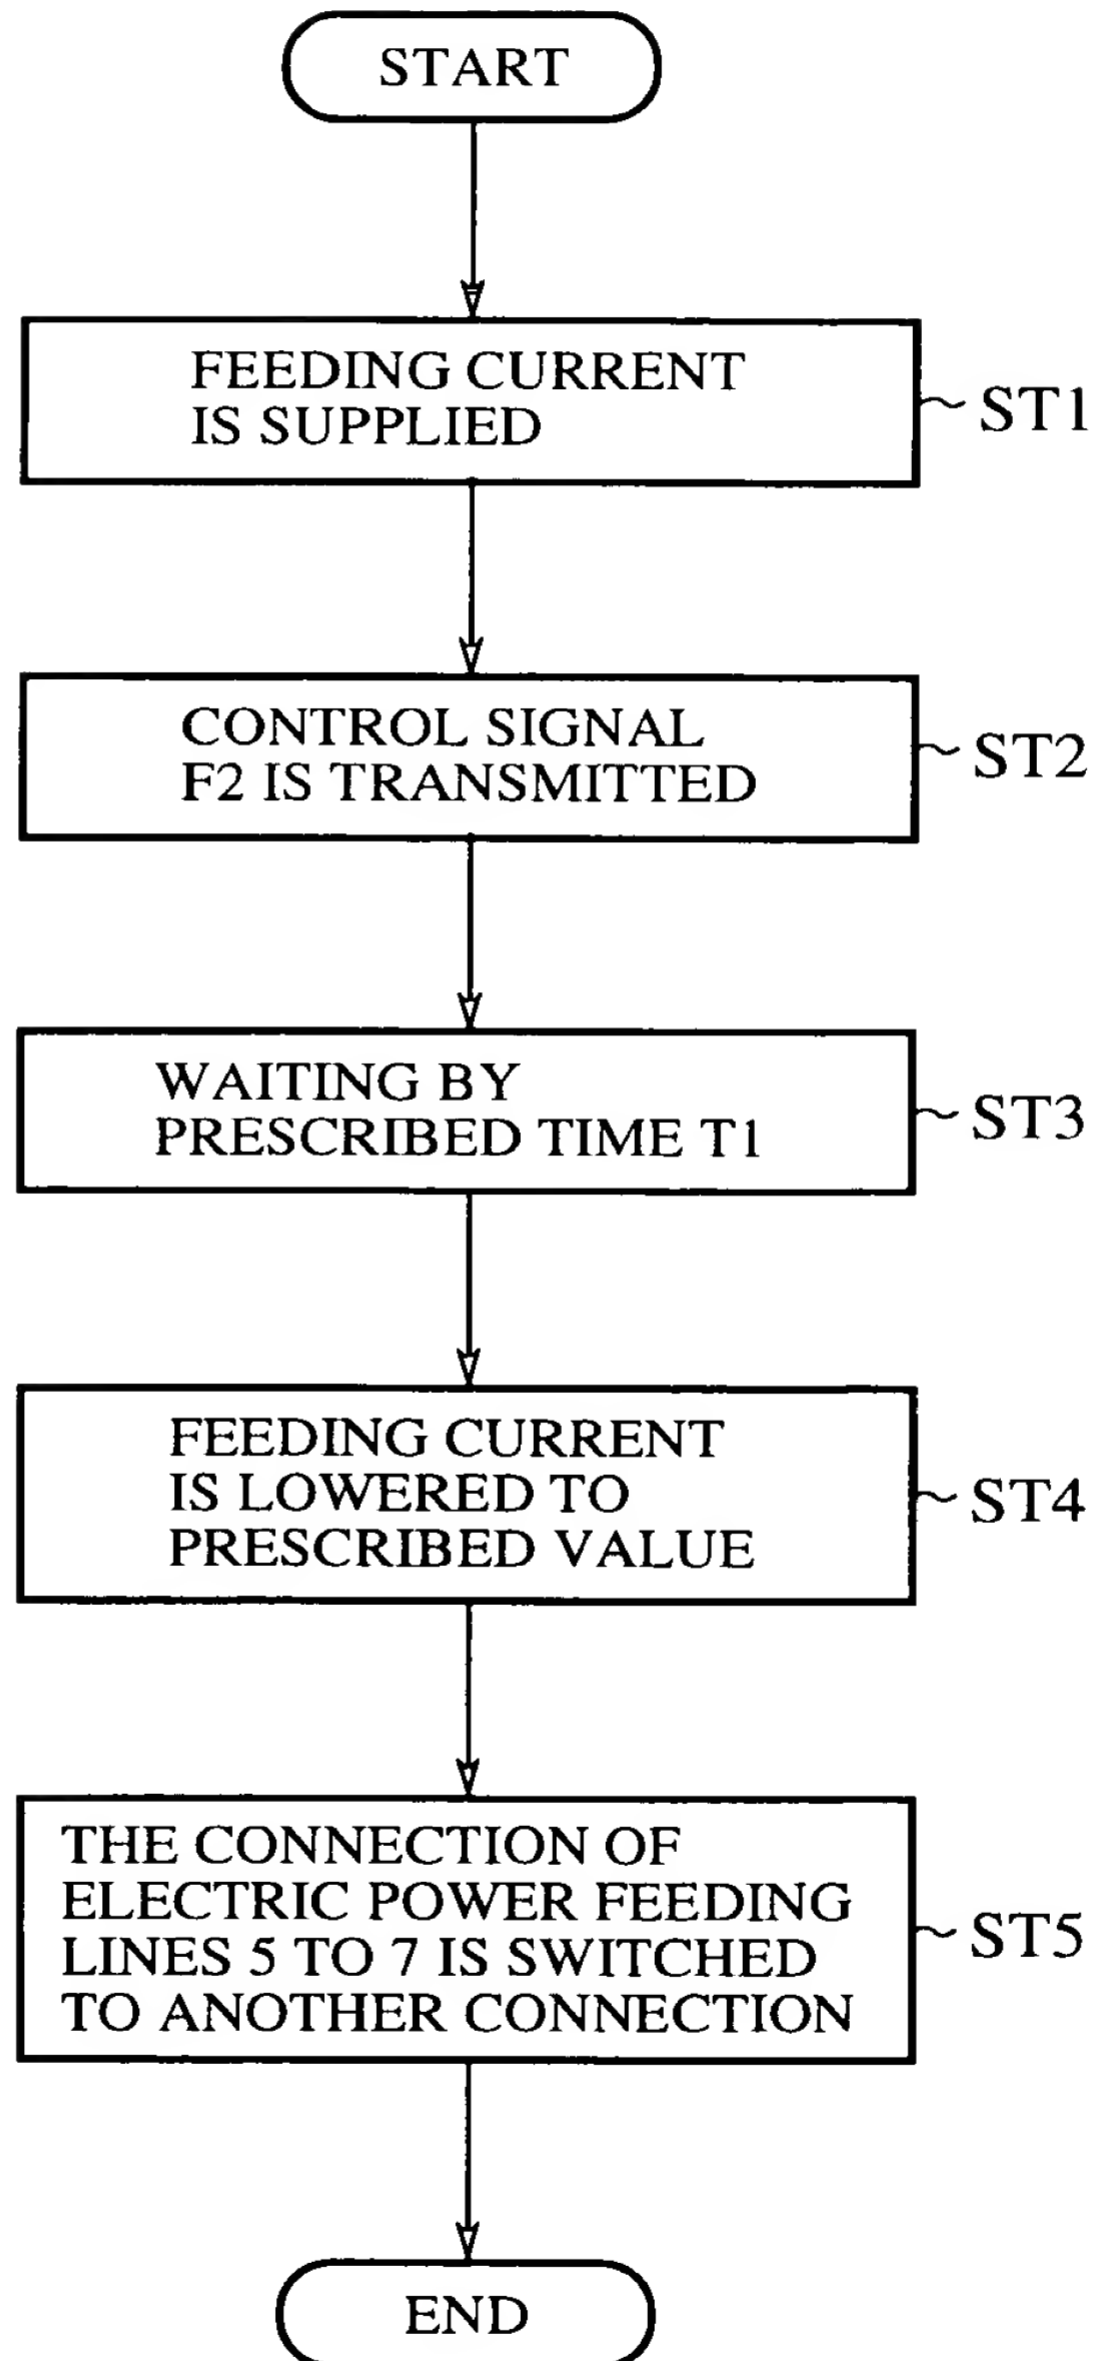 START
FEEDING CURRENT
IS SUPPLIED
ST1
CONTROL SIGNAL
F2 IS TRANSMITTED
ST2
WAITING BY
PRESCRIBED TIME T1
ST3
FEEDING CURRENT
IS LOWERED TO
PRESCRIBED VALUE
ST4
THE CONNECTION OF
ELECTRIC POWER FEEDING
LINES 5 TO 7 IS SWITCHED
TO ANOTHER CONNECTION
ST5
END